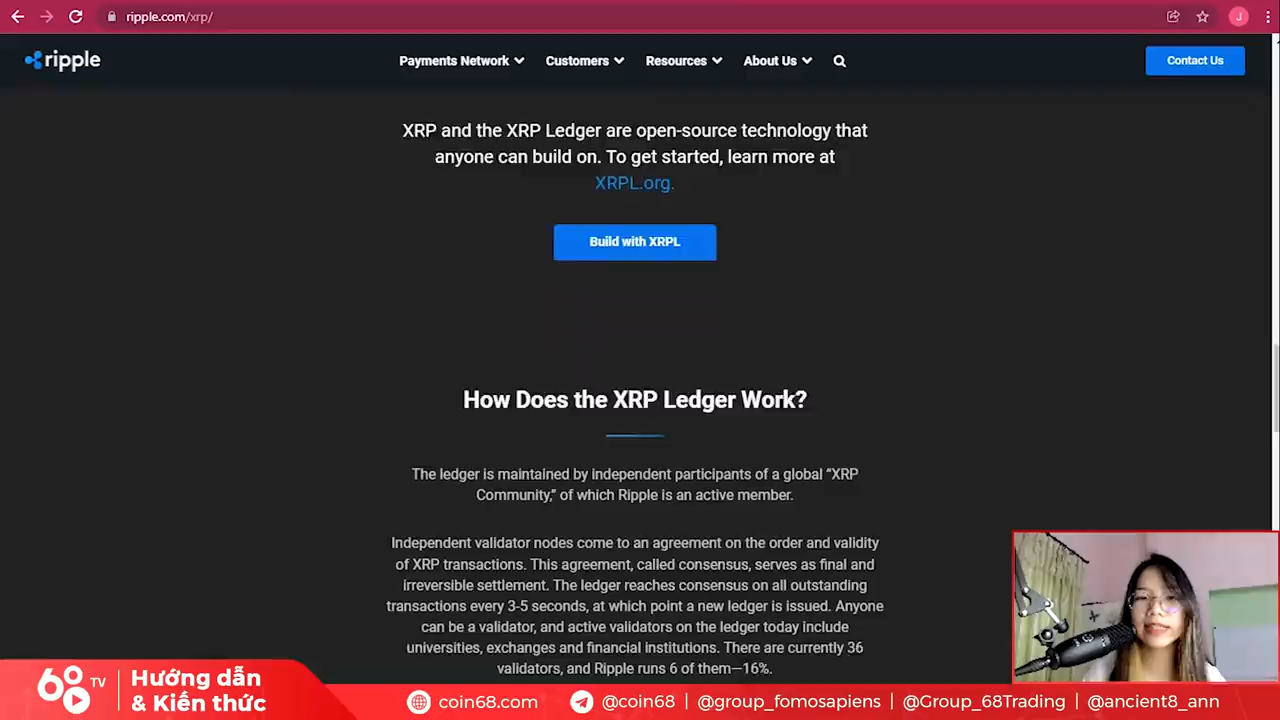 ripple.com/xrp/
J
ripple
Payments Network
Customers
Resources
About Us
Contact Us
XRP and the XRP Ledger are open-source technology that
anyone can build on. To get started, learn more at
XRPL.org.
Build with XRPL
How Does the XRP Ledger Work?
The ledger is maintained by independent participants of a global “XRP
Community,” of which Ripple is an active member.
Independent validator nodes come to an agreement on the order and validity
of XRP transactions. This agreement, called consensus, serves as final and
irreversible settlement. The ledger reaches consensus on all outstanding
transactions every 3-5 seconds, at which point a new ledger is issued. Anyone
can be a validator, and active validators on the ledger today include
universities, exchanges and financial institutions. There are currently 36
validators, and Ripple runs 6 of them—16%.
68 TV
Hướng dẫn
& Kiến thức
coin68.com
@coin68 | @group_fomosapiens | @Group_68Trading | @ancient8_ann